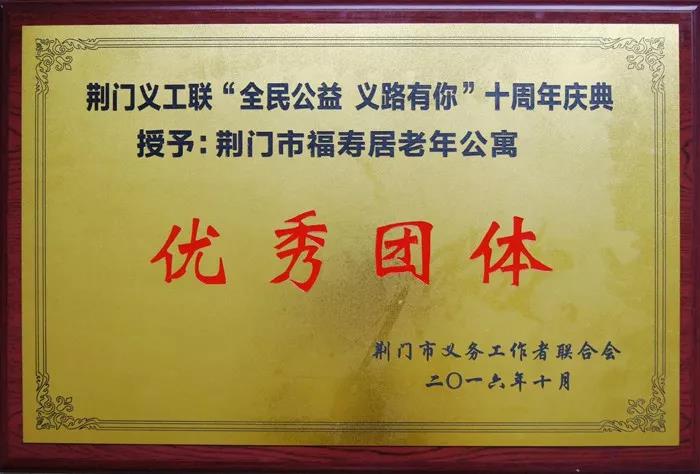 荆门义工联“全民公益 义路有你”十周年庆典
授予：荆门市福寿居老年公寓
优秀团体
荆门市义务工作者联合会
二〇一六年十月